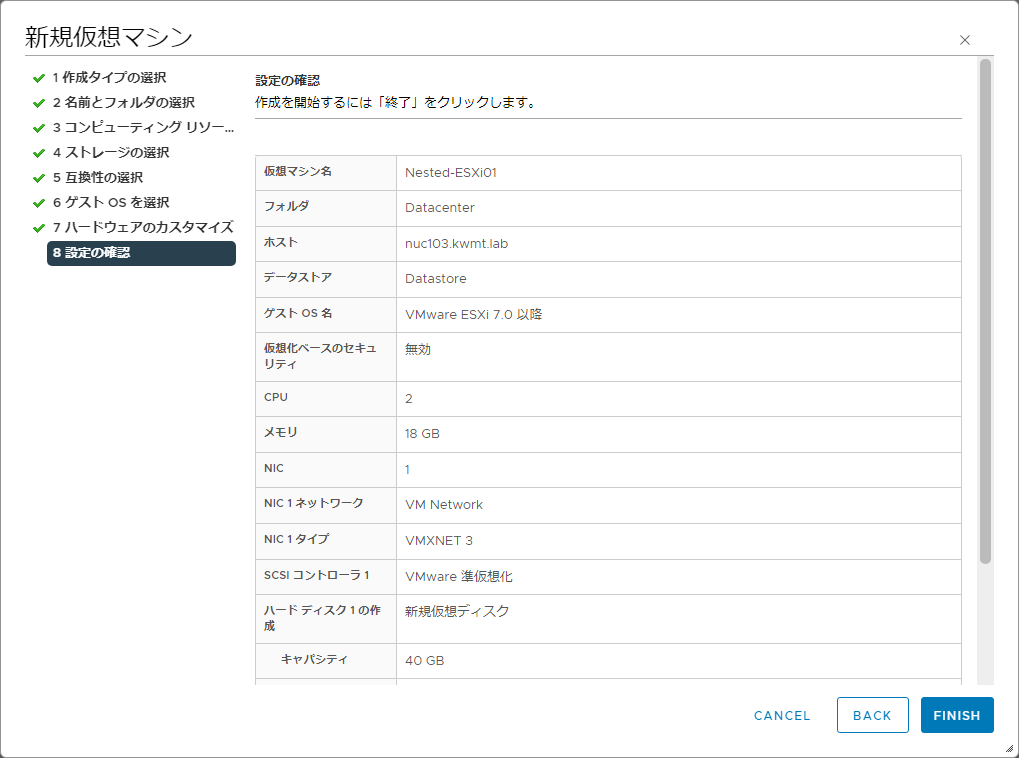 新規仮想マシン
1 作成タイプの選択
2 名前とフォルダの選択
3 コンピューティング リソー...
4 ストレージの選択
5 互換性の選択
6 ゲスト OS を選択
7 ハードウェアのカスタマイズ
8 設定の確認
設定の確認
作成を開始するには「終了」をクリックします。
仮想マシン名 Nested-ESXi01
フォルダ Datacenter
ホスト nuc103.kwmt.lab
データストア Datastore
ゲスト OS 名 VMware ESXi 7.0 以降
仮想化ベースのセキュ 無効
リティ
CPU 2
メモリ 18 GB
NIC 1
NIC 1 ネットワーク VM Network
NIC 1 タイプ VMXNET 3
SCSI コントローラ 1 VMware 準仮想化
ハード ディスク 1 の作 新規仮想ディスク
成
キャパシティ 40 GB
CANCEL BACK FINISH